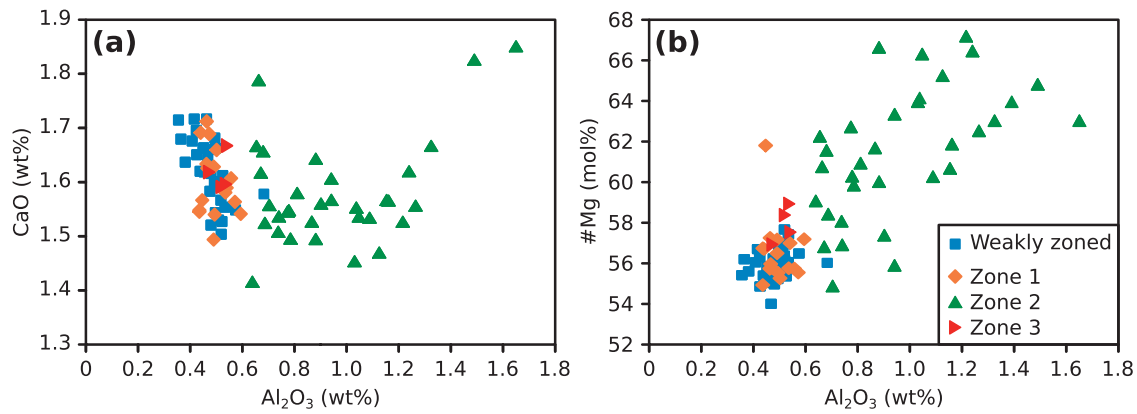 (a)
CaO (wt%)
1.9
1.8
1.7
1.6
1.5
1.4
1.3
0 0.2 0.4 0.6 0.8 1.0 1.2 1.4 1.6 1.8
Al₂O₃ (wt%)
(b)
#Mg (mol%)
68
66
64
62
60
58
56
54
52
0 0.2 0.4 0.6 0.8 1.0 1.2 1.4 1.6 1.8
Al₂O₃ (wt%)
Weakly zoned
Zone 1
Zone 2
Zone 3